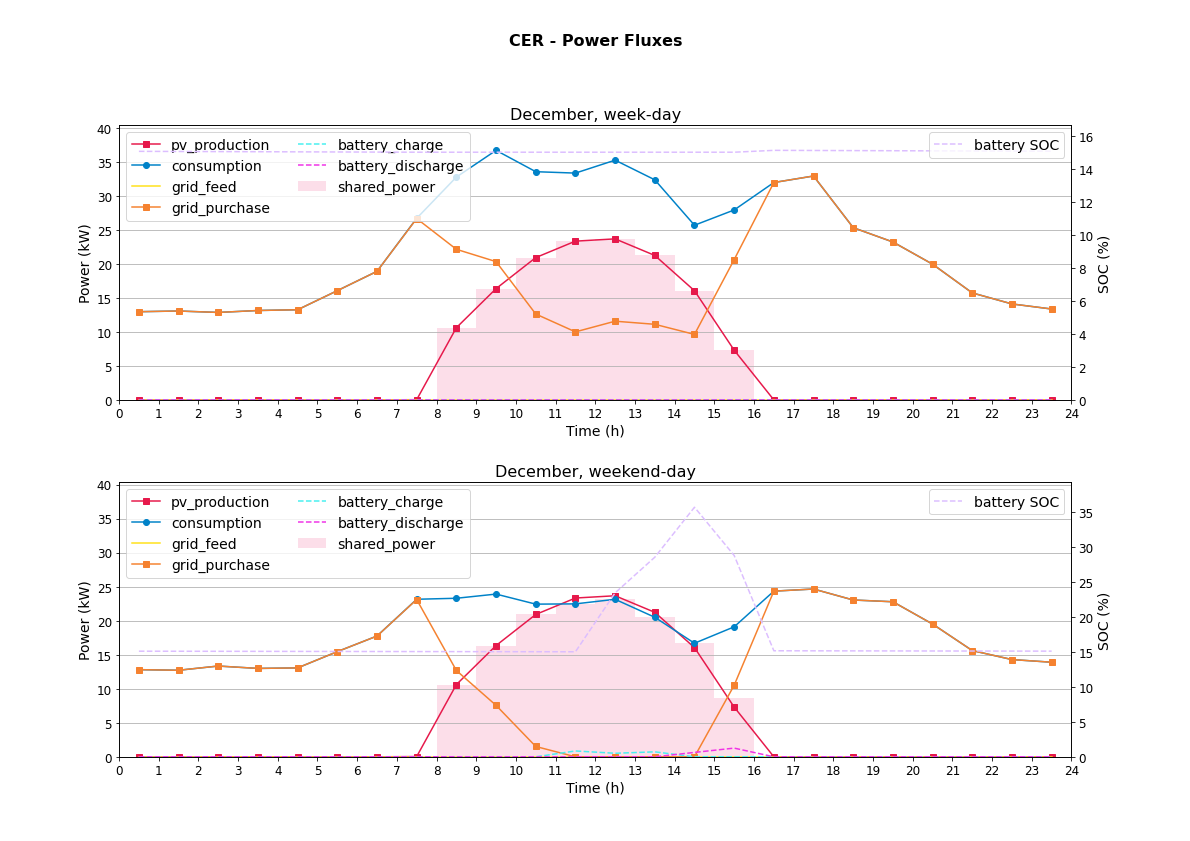 CER - Power Fluxes
December, week-day
40
35
30
25
20
15
10
5
0
Power (kW)
pv_production
consumption
grid_feed
grid_purchase
battery_charge
battery_discharge
shared_power
battery SOC
16
14
12
10
8
6
4
2
0
SOC (%)
0 1 2 3 4 5 6 7 8 9 10 11 12 13 14 15 16 17 18 19 20 21 22 23 24
Time (h)
December, weekend-day
40
35
30
25
20
15
10
5
0
Power (kW)
pv_production
consumption
grid_feed
grid_purchase
battery_charge
battery_discharge
shared_power
battery SOC
35
30
25
20
15
10
5
0
SOC (%)
0 1 2 3 4 5 6 7 8 9 10 11 12 13 14 15 16 17 18 19 20 21 22 23 24
Time (h)